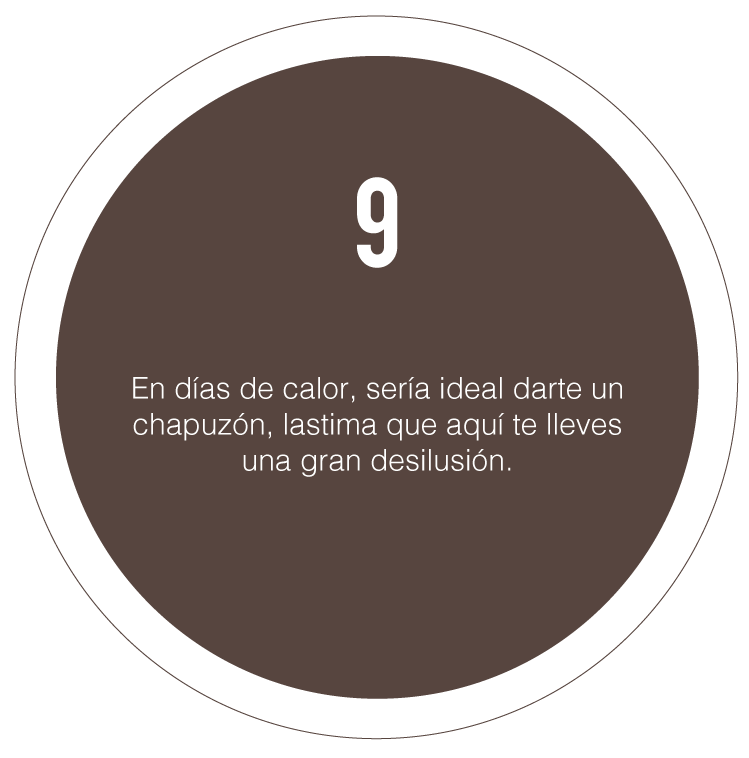 9
En días de calor, sería ideal darte un
chapuzón, lastima que aquí te lleves
una gran desilusión.